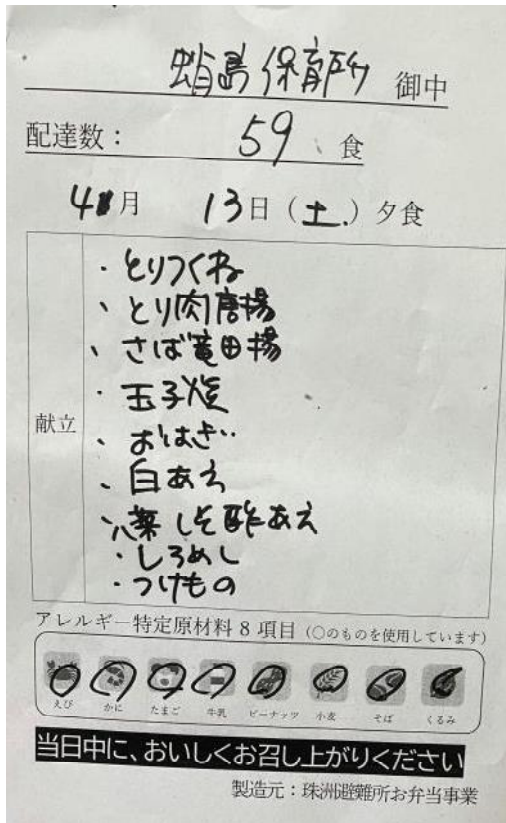 蛸島保育所 御中
配達数： 59 食
4月 13日（土.）夕食
献立
・とりつくね
、とり肉唐揚
、さば竜田揚
・玉子焼
、おはぎ
、白あえ
、八葉しそ酢あえ
・しろめし
・つけもの
アレルギー特定原材料8項目（○のものを使用しています）
えび かに たまご 牛乳 ピーナッツ 小麦 そば くるみ
当日中に、おいしくお召し上がりください
製造元：珠洲避難所お弁当事業